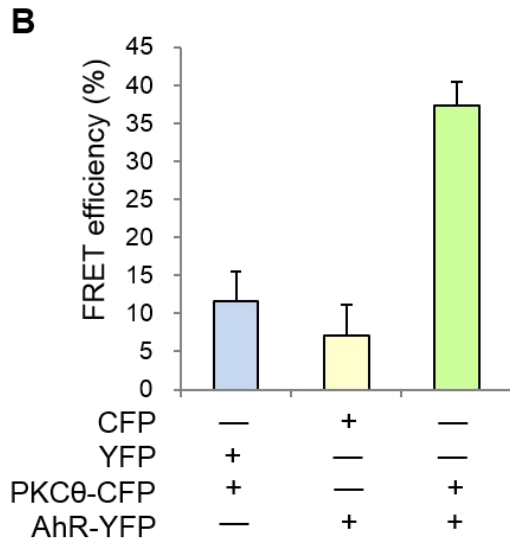 B
FRET efficiency (%)
45
40
35
30
25
20
15
10
5
0
CFP — + —
YFP + — —
PKCθ-CFP + — +
AhR-YFP — + +